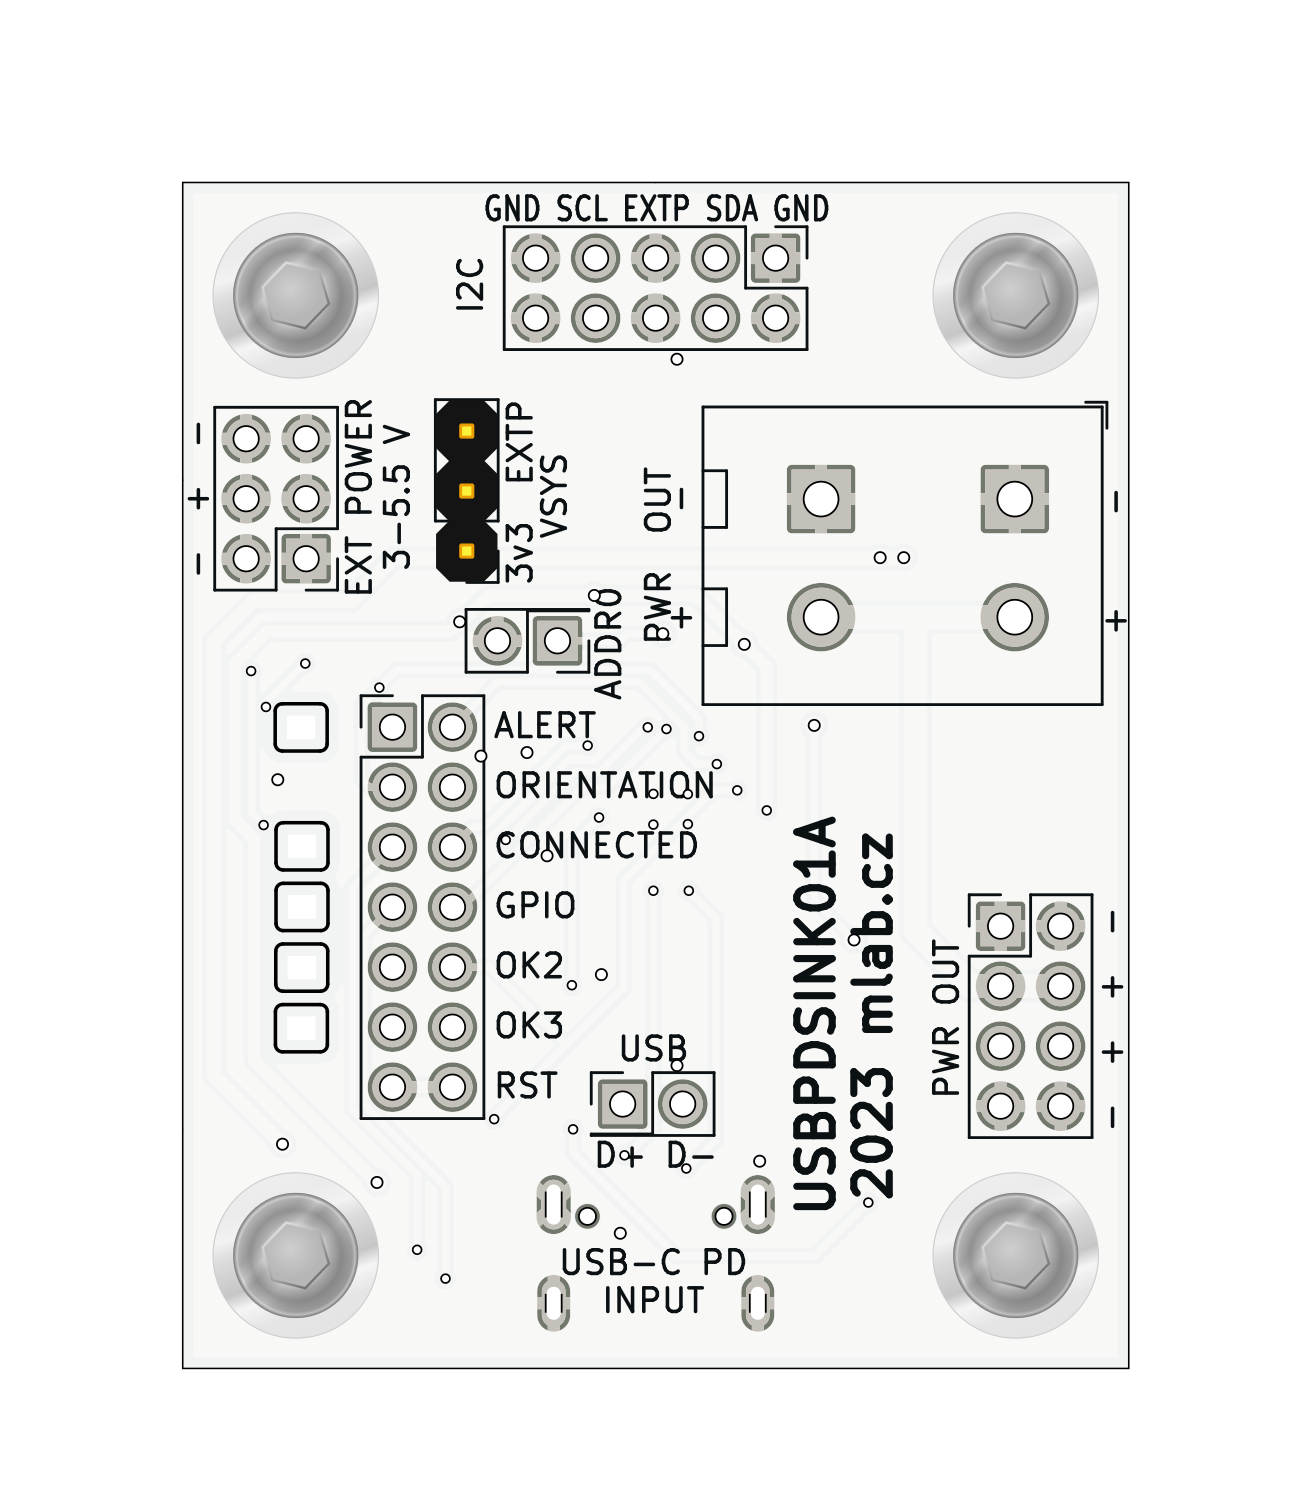 GND SCL EXTP SDA GND
I2C
EXT POWER
3-5.5 V
-
+
-
EXTP
VSYS
3v3
PWR OUT
+ -
-
+
ADDR0
ALERT
ORIENTATION
CONNECTED
GPIO
OK2
OK3
RST
USB
D+ D-
USB-C PD
INPUT
USBPDSINK01A
2023 mlab.cz
PWR OUT
-
+
+
-